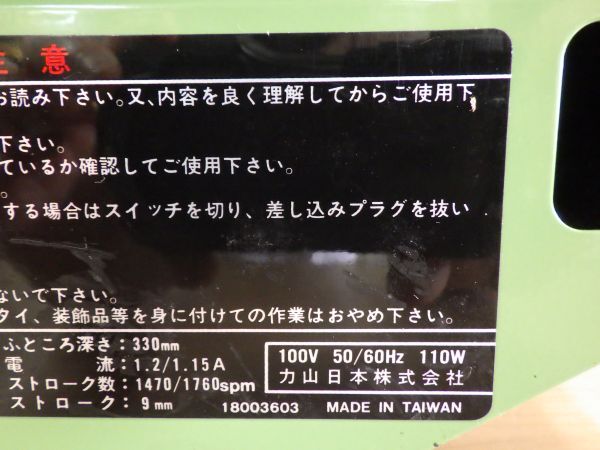 注意
お読み下さい。又、内容を良く理解してからご使用下
下さい。
ているか確認してご使用下さい。
。
する場合はスイッチを切り、差し込みプラグを抜い
ないで下さい。
タイ、装飾品等を身に付けての作業はおやめ下さい。
ふところ深さ：330mm
電　　　流：1.2/1.15A
ストローク数：1470/1760spm
ストローク：9mm
100V 50/60Hz 110W
力山日本株式会社
18003603 MADE IN TAIWAN